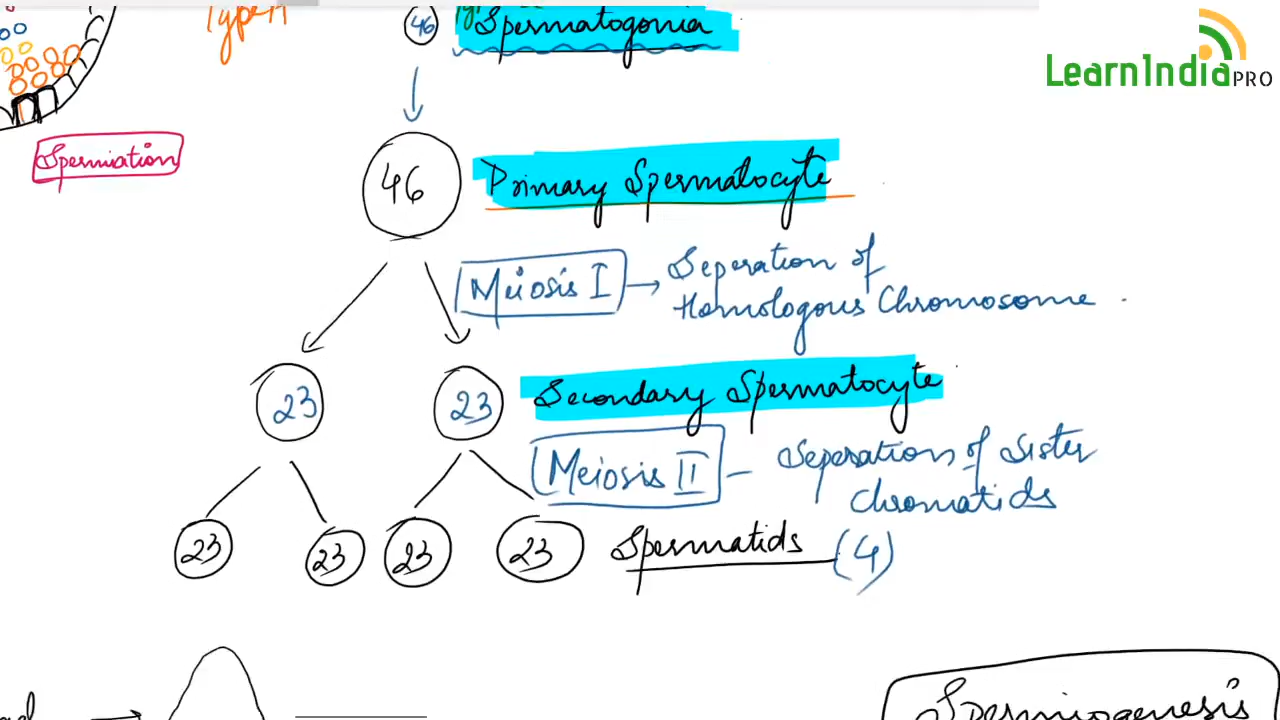 Type A
46 Spermatogonia
LearnIndia PRO
Spermiation
46 Primary Spermatocyte
Meiosis I → Seperation of
Homologous Chromosome
23 23 Secondary Spermatocyte
Meiosis II – Seperation of Sister
Chromatids
23 23 23 23 Spermatids (4)
Spermiogenesis